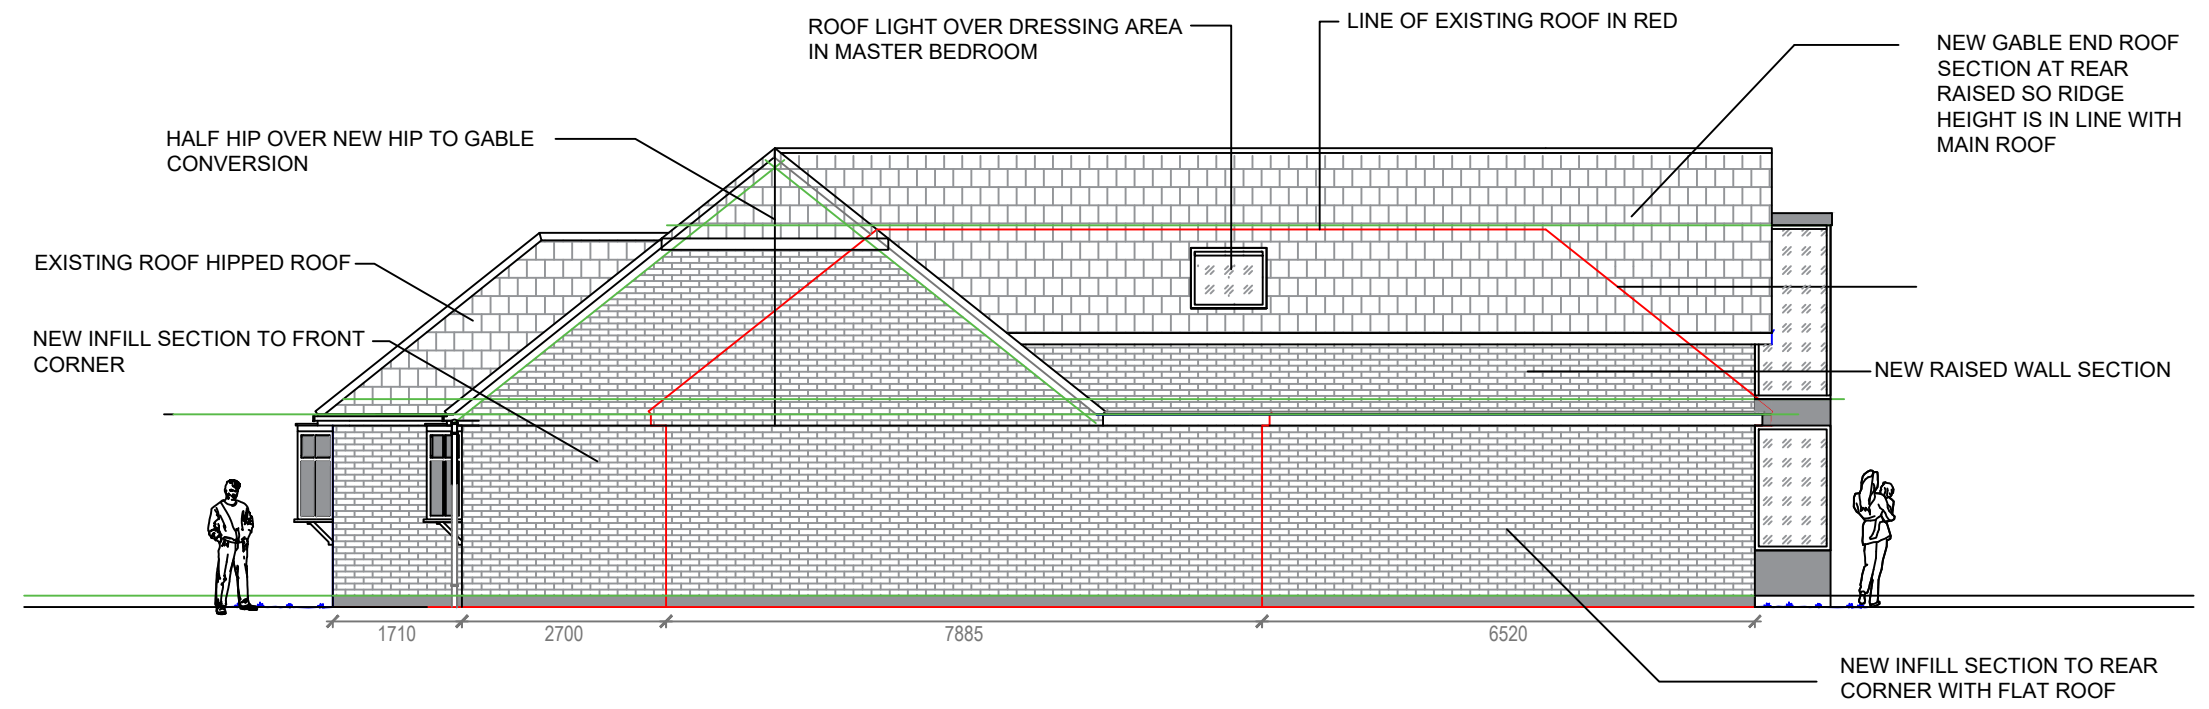 ROOF LIGHT OVER DRESSING AREA
IN MASTER BEDROOM
LINE OF EXISTING ROOF IN RED
NEW GABLE END ROOF
SECTION AT REAR
RAISED SO RIDGE
HEIGHT IS IN LINE WITH
MAIN ROOF
HALF HIP OVER NEW HIP TO GABLE
CONVERSION
EXISTING ROOF HIPPED ROOF
NEW INFILL SECTION TO FRONT
CORNER
NEW RAISED WALL SECTION
1710
2700
7885
6520
NEW INFILL SECTION TO REAR
CORNER WITH FLAT ROOF